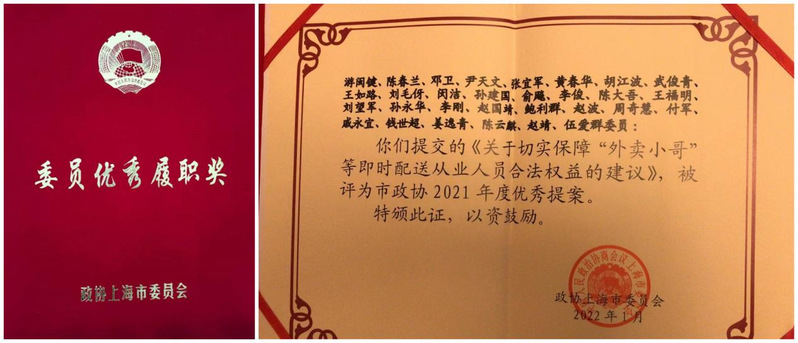 委员优秀履职奖
政协上海市委员会
游闽健、陈春兰、邓卫、尹天文、张宜军、黄春华、胡江波、武俊青、
王如路、刘毛伢、闵洁、孙建国、俞飚、李俊、陈大吾、王福明、
刘望军、孙永华、李刚、赵国靖、鲍利群、赵波、周奇慧、付军、
戚永宜、钱世超、姜逸青、陈云麒、赵靖、伍爱群委员：
你们提交的《关于切实保障“外卖小哥”
等即时配送从业人员合法权益的建议》，被
评为市政协2021年度优秀提案。
特颁此证，以资鼓励。
政协上海市委员会
2022年1月